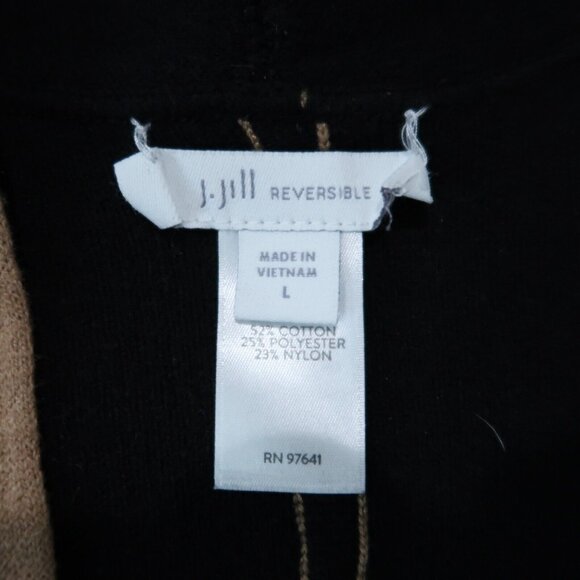 J.Jill REVERSIBLE
MADE IN
VIETNAM
L
52% COTTON
25% POLYESTER
23% NYLON
RN 97641